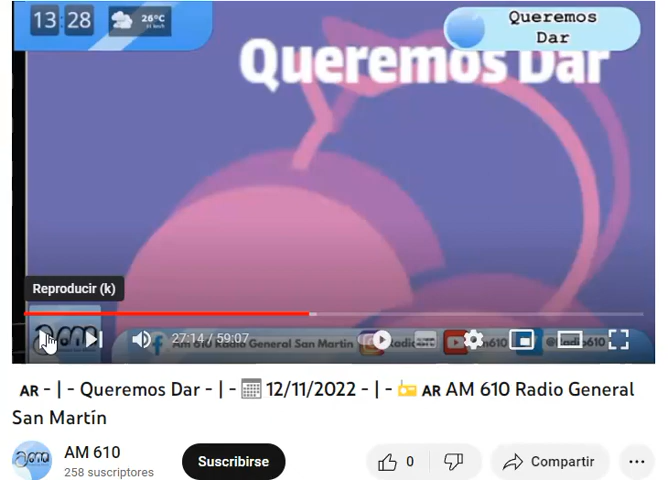 13:28
26°C
Queremos
Dar
Queremos Dar
Reproducir (k)
27:14 / 59:07
Am 610 Radio General San Martín
@Radio610
AR - | - Queremos Dar - | - 12/11/2022 - | - AR AM 610 Radio General
San Martín
AM 610
258 suscriptores
Suscribirse
0
Compartir